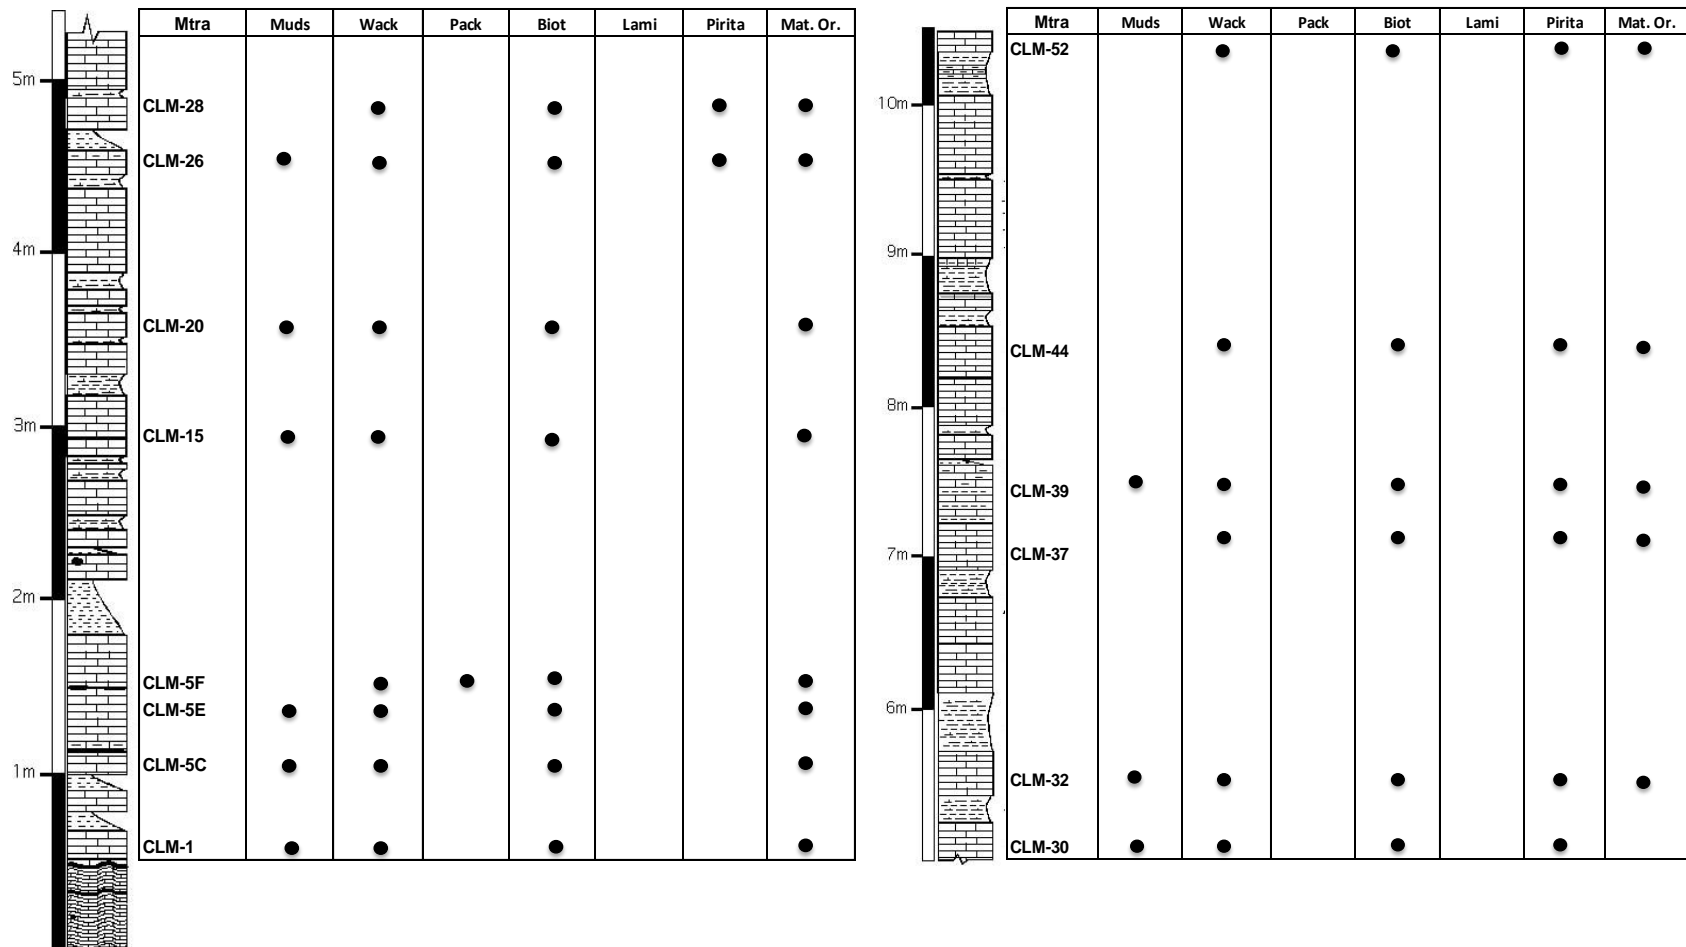 Mtra Muds Wack Pack Biot Lami Pirita Mat. Or.
5m
CLM-28
CLM-26
4m
CLM-20
3m
CLM-15
2m
CLM-5F
CLM-5E
CLM-5C
1m
CLM-1
Mtra Muds Wack Pack Biot Lami Pirita Mat. Or.
CLM-52
10m
9m
CLM-44
8m
CLM-39
CLM-37
7m
6m
CLM-32
CLM-30